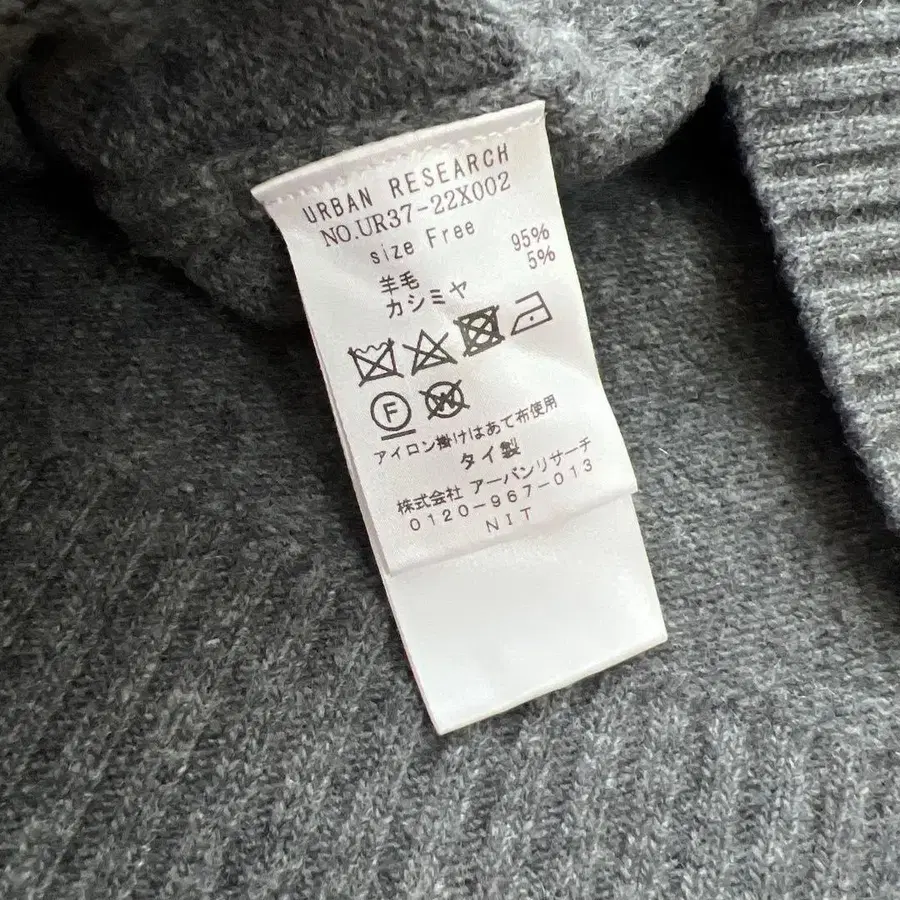 URBAN RESEARCH
NO.UR37-22X002
size Free
羊毛 95%
カシミヤ 5%
F
W
アイロン掛けはあて布使用
タイ製
株式会社 アーバンリサーチ
0120-967-013
NIT